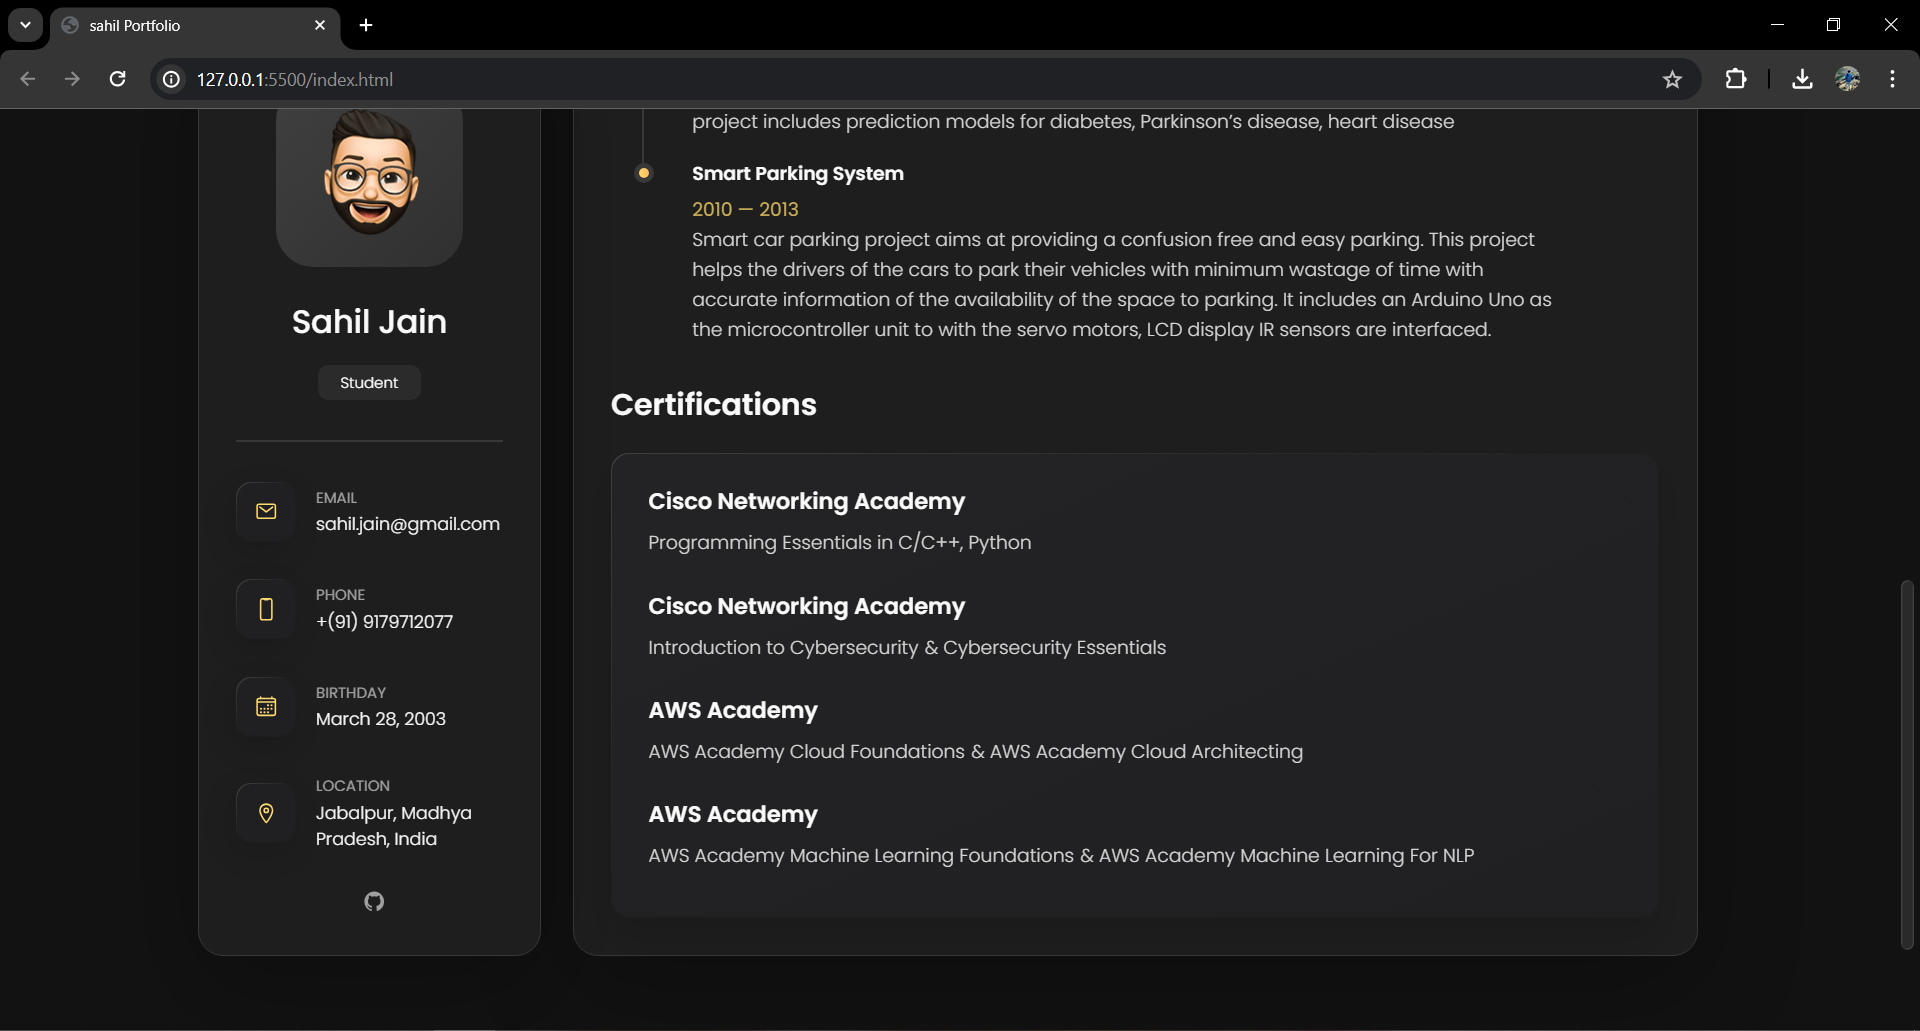 sahil Portfolio
127.0.0.1:5500/index.html
Sahil Jain
Student
EMAIL
sahil.jain@gmail.com
PHONE
+(91) 9179712077
BIRTHDAY
March 28, 2003
LOCATION
Jabalpur, Madhya
Pradesh, India
project includes prediction models for diabetes, Parkinson's disease, heart disease
Smart Parking System
2010 — 2013
Smart car parking project aims at providing a confusion free and easy parking. This project
helps the drivers of the cars to park their vehicles with minimum wastage of time with
accurate information of the availability of the space to parking. It includes an Arduino Uno as
the microcontroller unit to with the servo motors, LCD display IR sensors are interfaced.
Certifications
Cisco Networking Academy
Programming Essentials in C/C++, Python
Cisco Networking Academy
Introduction to Cybersecurity & Cybersecurity Essentials
AWS Academy
AWS Academy Cloud Foundations & AWS Academy Cloud Architecting
AWS Academy
AWS Academy Machine Learning Foundations & AWS Academy Machine Learning For NLP